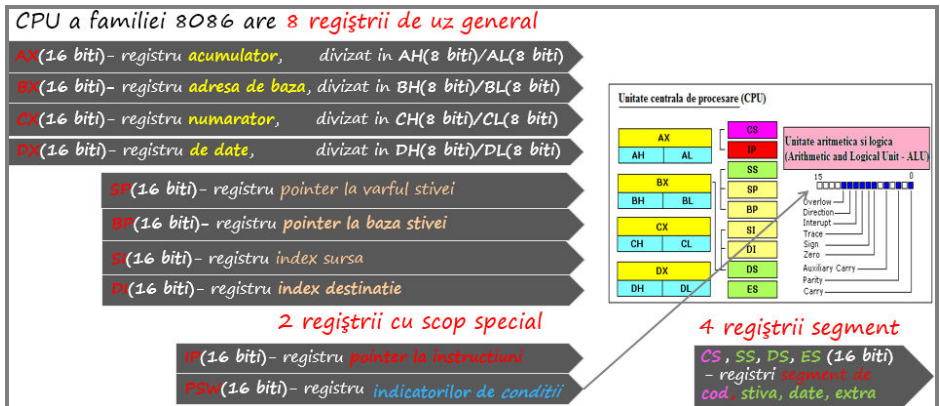 CPU a familiei 8086 are 8 regiştrii de uz general
AX(16 biti)- registru acumulator, divizat in AH(8 biti)/AL(8 biti)
BX(16 biti)- registru adresa de baza, divizat in BH(8 biti)/BL(8 biti)
CX(16 biti)- registru numarator, divizat in CH(8 biti)/CL(8 biti)
DX(16 biti)- registru de date, divizat in DH(8 biti)/DL(8 biti)
SP(16 biti)- registru pointer la varful stivei
BP(16 biti)- registru pointer la baza stivei
SI(16 biti)- registru index sursa
DI(16 biti)- registru index destinatie
2 regiştrii cu scop special
IP(16 biti)- registru pointer la instructiuni
PSW(16 biti)- registru indicatorilor de conditii
Unitate centrala de procesare (CPU)
AX
AH AL
BX
BH BL
CX
CH CL
DX
DH DL
CS
IP
SS
SP
BP
SI
DI
DS
ES
Unitate aritmetica si logica
(Arithmetic and Logical Unit - ALU)
15 0
Overlow
Direction
Interupt
Trace
Sign
Zero
Auxiliary Carry
Parity
Carry
4 regiştrii segment
CS , SS, DS, ES (16 biti)
- registri segment de
cod, stiva, date, extra